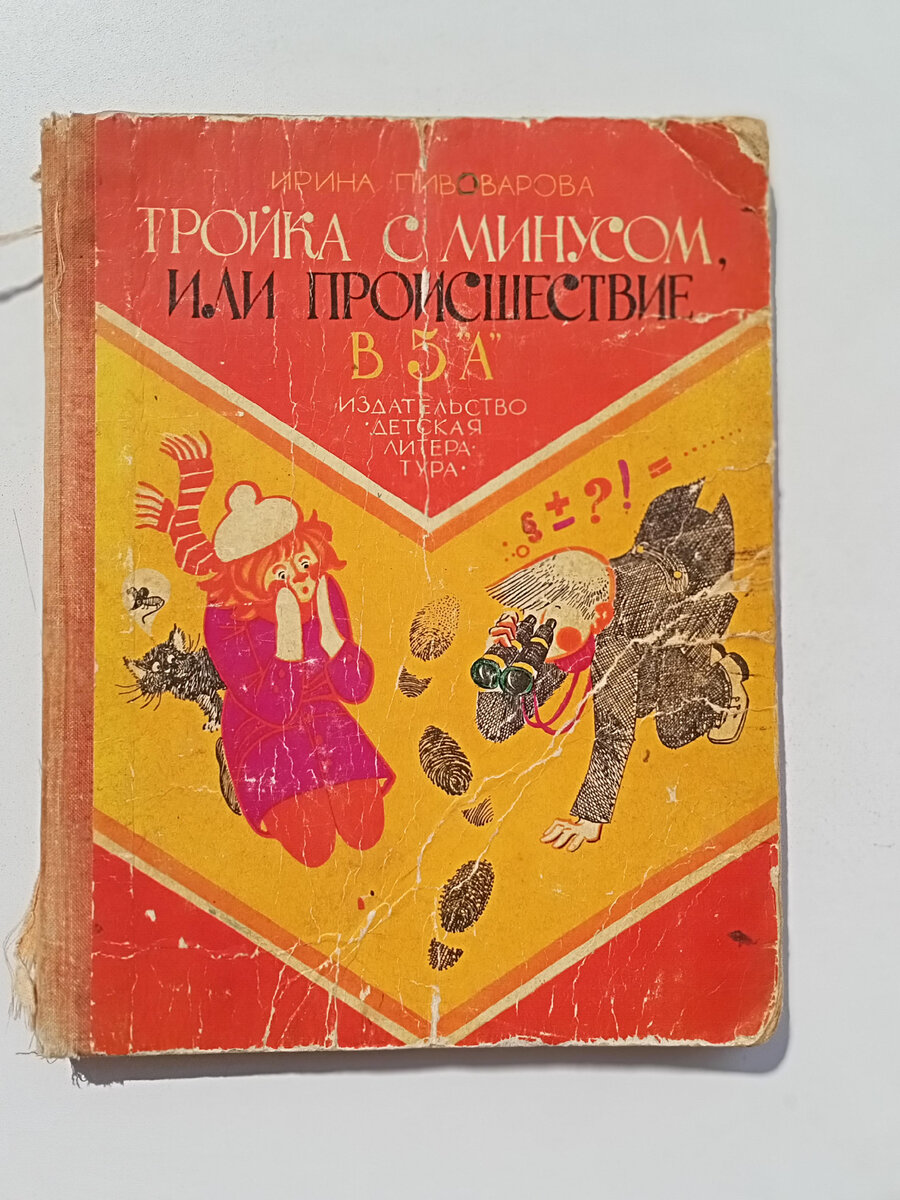 ИРИНА ПИВОВАРОВА
ТРОЙКА С МИНУСОМ,
ИЛИ ПРОИСШЕСТВИЕ
В 5 "А"
ИЗДАТЕЛЬСТВО
·ДЕТСКАЯ
ЛИТЕРА·
ТУРА·
§±?!=.......